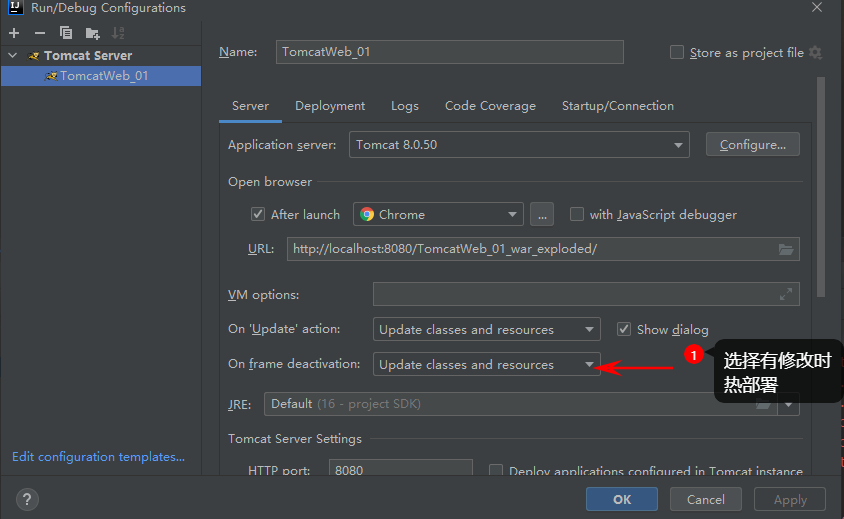 Run/Debug Configurations
Tomcat Server
TomcatWeb_01
Name: TomcatWeb_01 Store as project file
Server Deployment Logs Code Coverage Startup/Connection
Application server: Tomcat 8.0.50 Configure...
Open browser
After launch Chrome ... with JavaScript debugger
URL: http://localhost:8080/TomcatWeb_01_war_exploded/
VM options:
On 'Update' action: Update classes and resources Show dialog
On frame deactivation: Update classes and resources
1
选择有修改时
热部署
JRE: Default (16 - project SDK)
Tomcat Server Settings
HTTP port: 8080 Deploy applications configured in Tomcat instance
Edit configuration templates...
? OK Cancel Apply